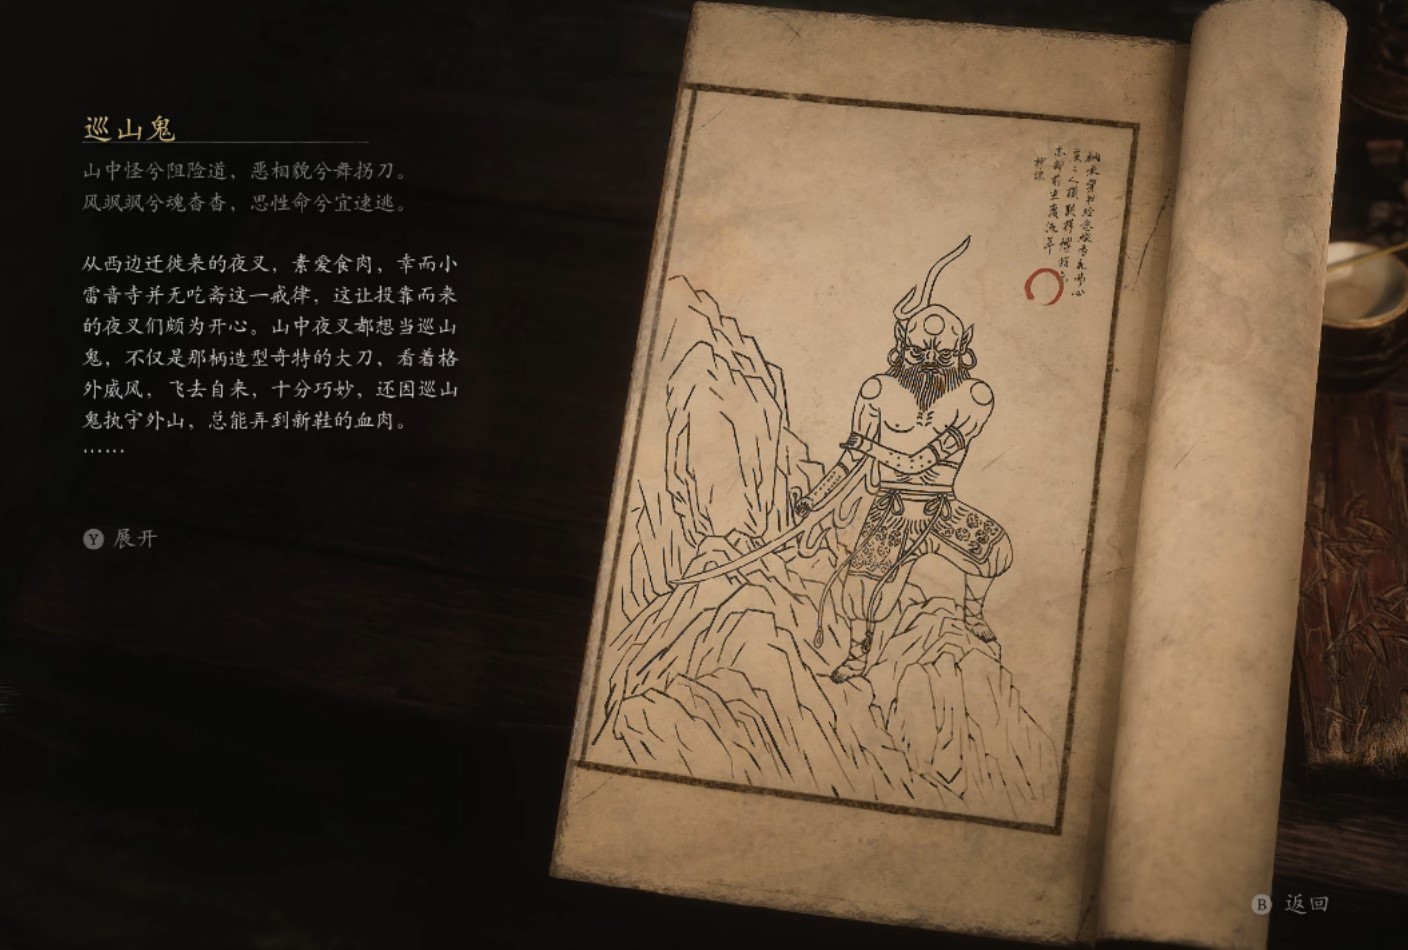 巡山鬼
山中怪兮阻险道，恶相貌兮舞拐刀。
风飒飒兮魂杳杳，思性命兮宜速逃。
从西边迁徙来的夜叉，素爱食肉，幸而小
雷音寺并无吃斋这一戒律，这让投靠而来
的夜叉们颇为开心。山中夜叉都想当巡山
鬼，不仅是那柄造型奇特的大刀，看着格
外威风，飞去自来，十分巧妙，还因巡山
鬼执守外山，总能弄到新鞋的血肉。
……
Y 展开
B 返回